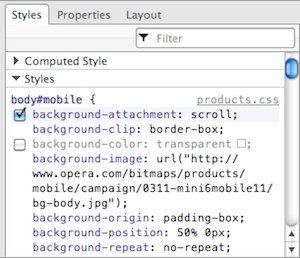 Styles Properties Layout
Filter
Computed Style
Styles
body#mobile { products.css
background-attachment: scroll;
background-clip: border-box;
background-color: transparent ;
background-image: url("http://
www.opera.com/bitmaps/products/
mobile/campaign/0311-mini6mobile11/
bg-body.jpg");
background-origin: padding-box;
background-position: 50% 0px;
background-repeat: no-repeat;